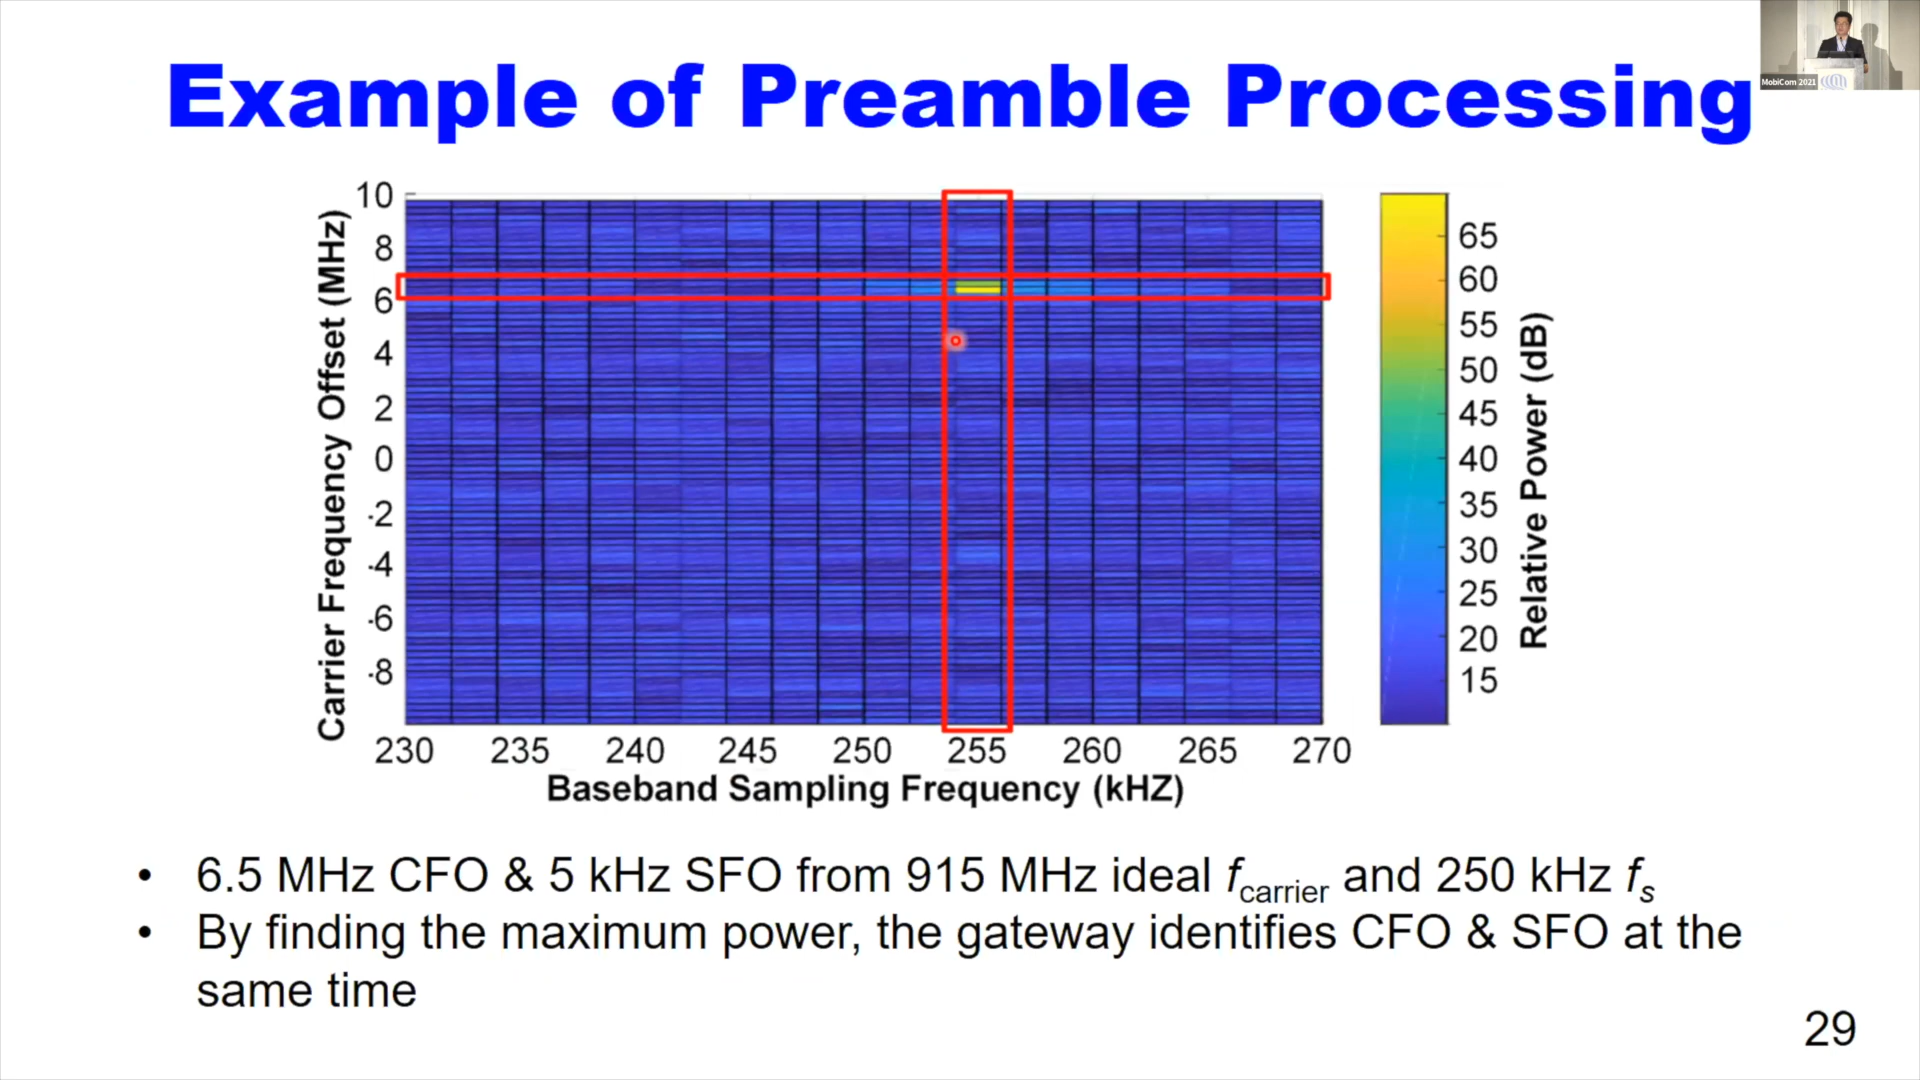 Example of Preamble Processing
MobiCom 2021
10
8
6
4
2
0
-2
-4
-6
-8
Carrier Frequency Offset (MHz)
230 235 240 245 250 255 260 265 270
Baseband Sampling Frequency (kHZ)
65
60
55
50
45
40
35
30
25
20
15
Relative Power (dB)
• 6.5 MHz CFO & 5 kHz SFO from 915 MHz ideal fcarrier and 250 kHz fs
• By finding the maximum power, the gateway identifies CFO & SFO at the
same time
29